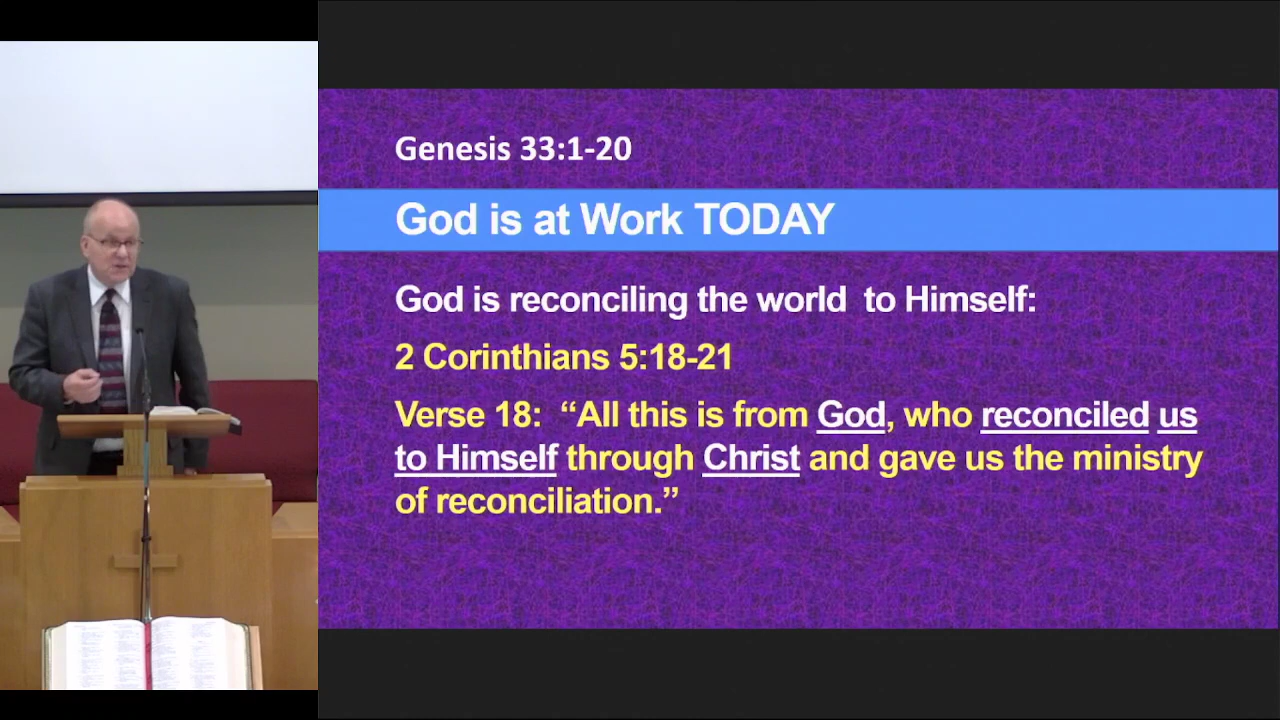 Genesis 33:1-20
God is at Work TODAY
God is reconciling the world  to Himself:
2 Corinthians 5:18-21
Verse 18:  “All this is from God, who reconciled us
to Himself through Christ and gave us the ministry
of reconciliation.”